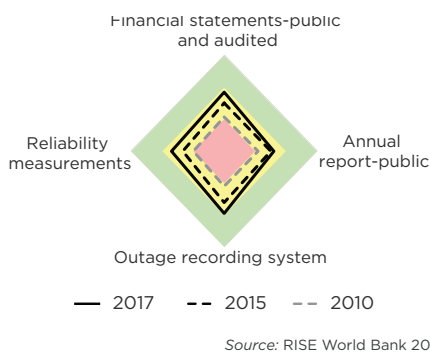 Financial statements-public
and audited
Reliability
measurements
Annual
report-public
Outage recording system
2017
2015
2010
Source: RISE World Bank 20